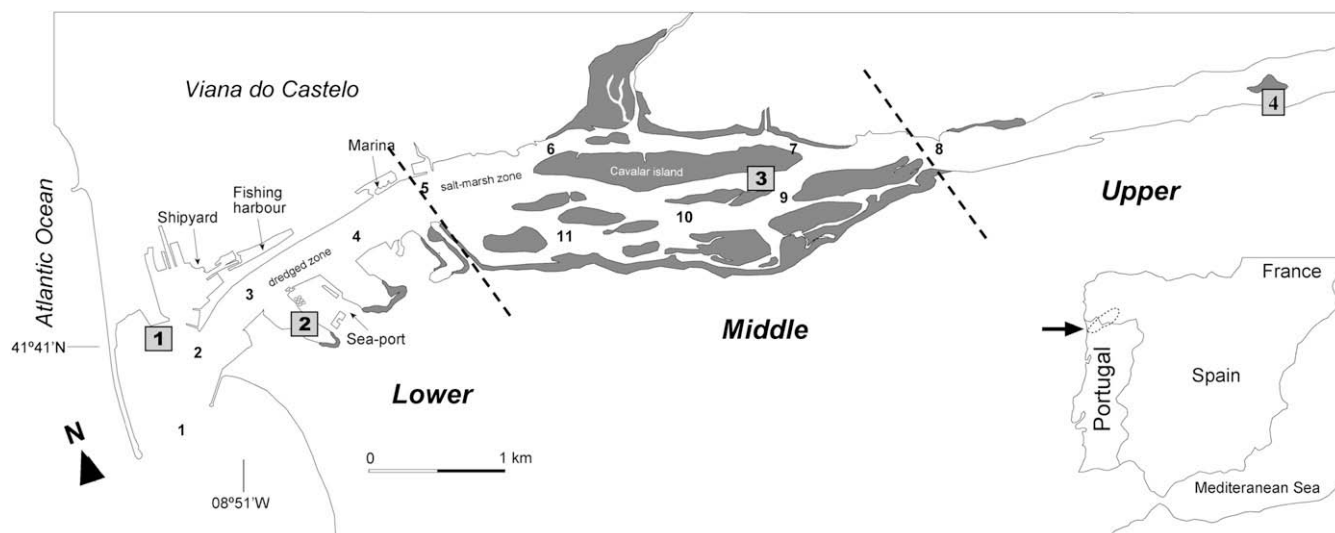 Viana do Castelo
Marina
Fishing
harbour
Shipyard
Atlantic Ocean
41º41'N
1
2
3
dredged zone
4
5
salt-marsh zone
6
Cavalar island
7
3
9
10
11
8
4
1
2
Sea-port
Lower
Middle
Upper
1
N
08º51'W
0
1 km
France
Portugal
Spain
Mediteranean Sea